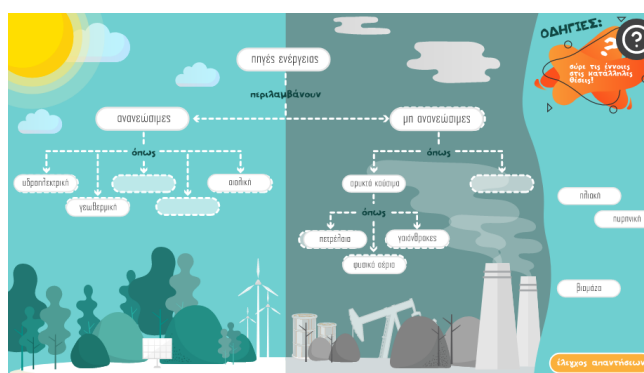 ΟΔΗΓΙΕΣ:
?
σύρε τις έννοιες
στις κατάλληλες
θέσεις!
πηγές ενέργειας
περιλαμβάνουν
ανανεώσιμες
μη ανανεώσιμες
όπως
όπως
υδροηλεκτρική
αιολική
ορυκτά καύσιμα
γεωθερμική
όπως
πετρέλαιο
γαιάνθρακες
φυσικό αέριο
ηλιακή
πυρηνική
βιομάζα
έλεγχος απαντήσεων